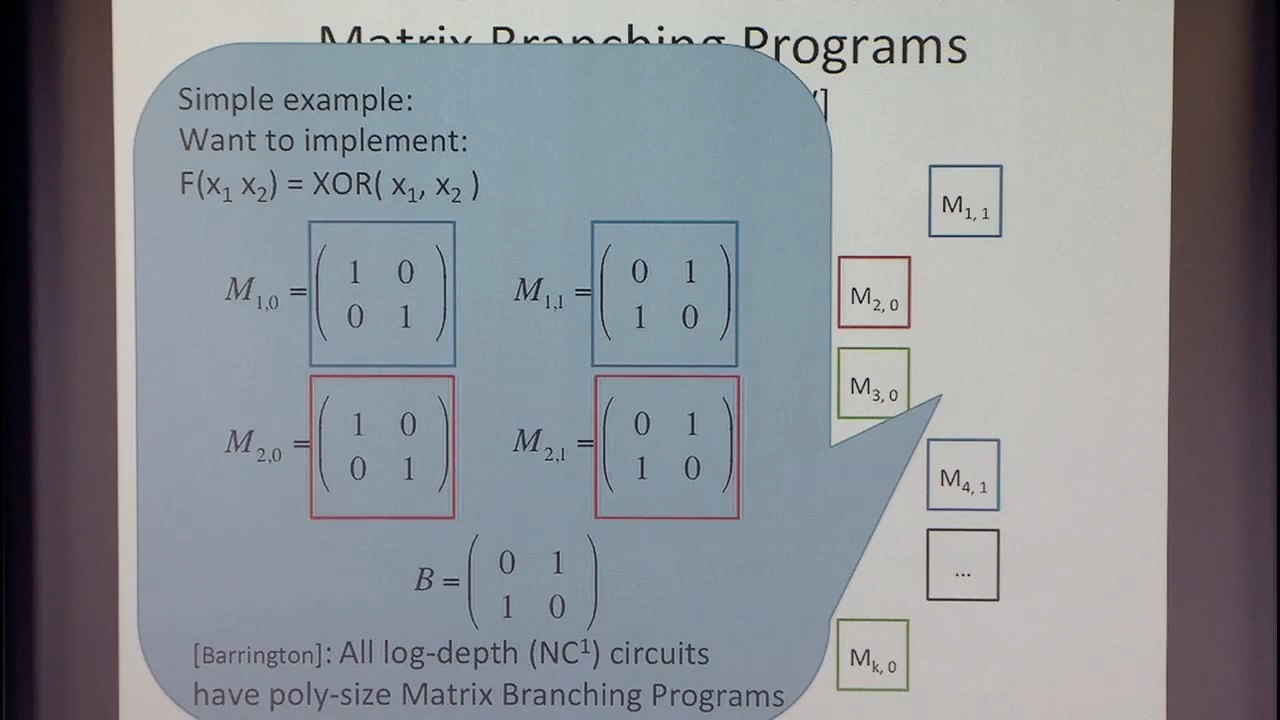 Matrix Branching Programs
]
Simple example:
Want to implement:
F(x₁ x₂) = XOR( x₁, x₂ )
M₁,₀ = ( 1 0
0 1 )
M₁,₁ = ( 0 1
1 0 )
M₂,₀ = ( 1 0
0 1 )
M₂,₁ = ( 0 1
1 0 )
B = ( 0 1
1 0 )
[Barrington]: All log-depth (NC¹) circuits
have poly-size Matrix Branching Programs
M₁, ₁
M₂, ₀
M₃, ₀
M₄, ₁
...
Mₖ, ₀